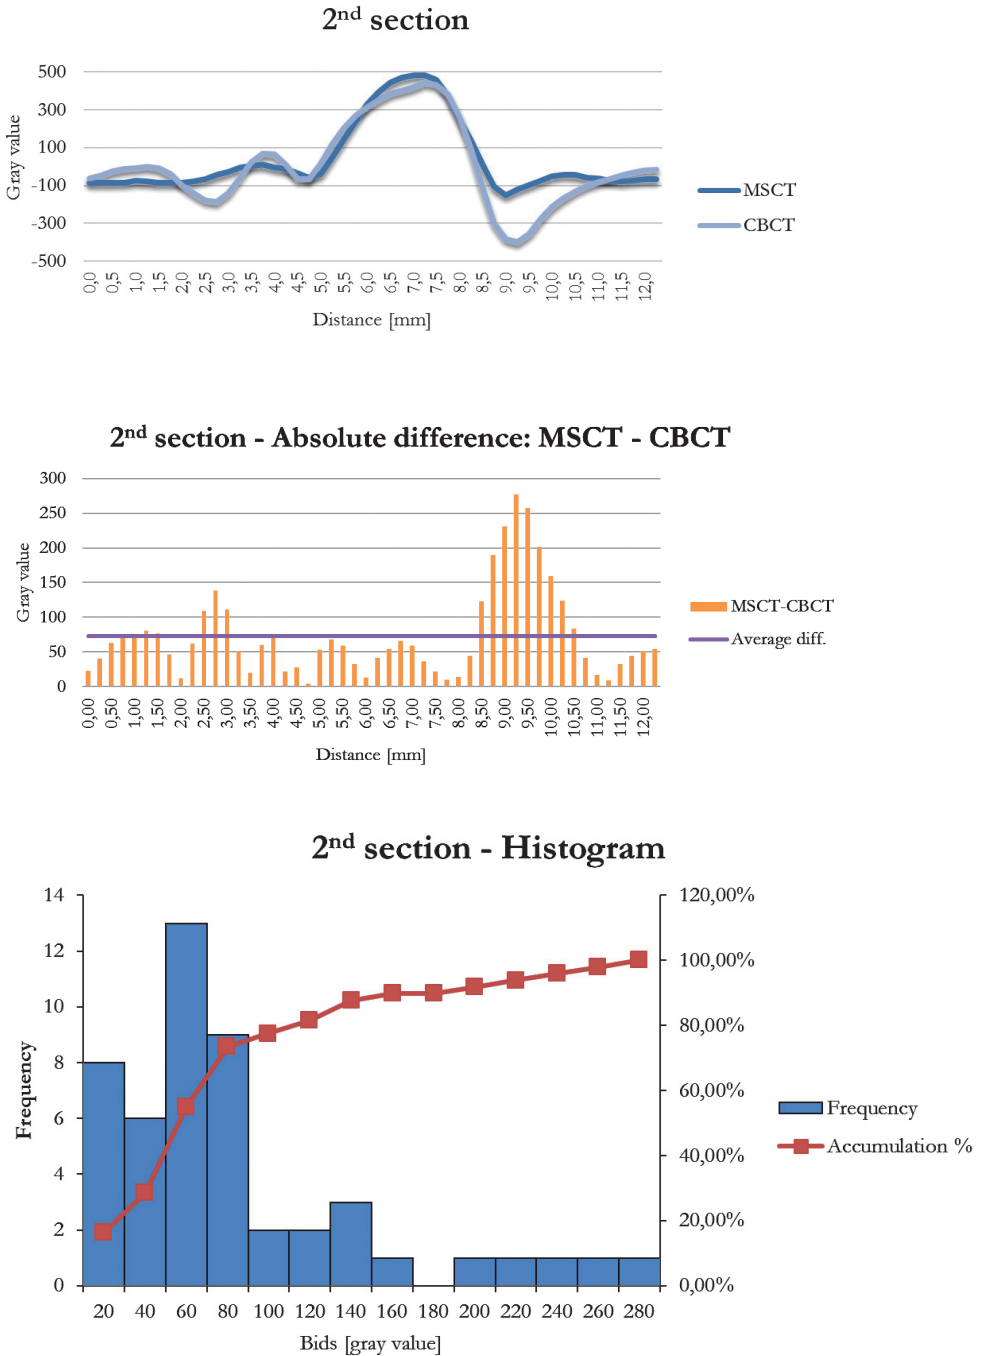 2nd section
500
300
100
-100
-300
-500
Gray value
0,0 0,5 1,0 1,5 2,0 2,5 3,0 3,5 4,0 4,5 5,0 5,5 6,0 6,5 7,0 7,5 8,0 8,5 9,0 9,5 10,0 10,5 11,0 11,5 12,0
Distance [mm]
MSCT
CBCT
2nd section - Absolute difference: MSCT - CBCT
300
250
200
150
100
50
0
Gray value
0,00 0,50 1,00 1,50 2,00 2,50 3,00 3,50 4,00 4,50 5,00 5,50 6,00 6,50 7,00 7,50 8,00 8,50 9,00 9,50 10,00 10,50 11,00 11,50 12,00
Distance [mm]
MSCT-CBCT
Average diff.
2nd section - Histogram
14
12
10
8
6
4
2
0
Frequency
120,00%
100,00%
80,00%
60,00%
40,00%
20,00%
0,00%
20 40 60 80 100 120 140 160 180 200 220 240 260 280
Bids [gray value]
Frequency
Accumulation %